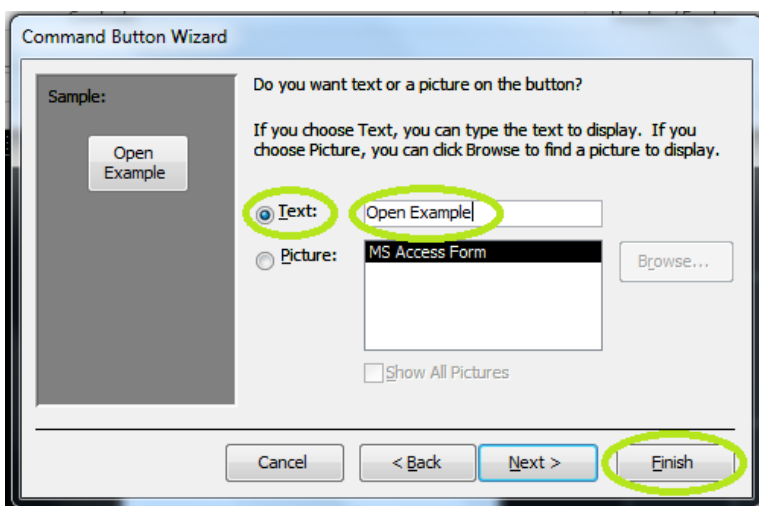 Command Button Wizard
Sample:
Open
Example
Do you want text or a picture on the button?
If you choose Text, you can type the text to display. If you
choose Picture, you can click Browse to find a picture to display.
Text:
Open Example
Picture:
MS Access Form
Browse...
Show All Pictures
Cancel
< Back
Next >
Finish